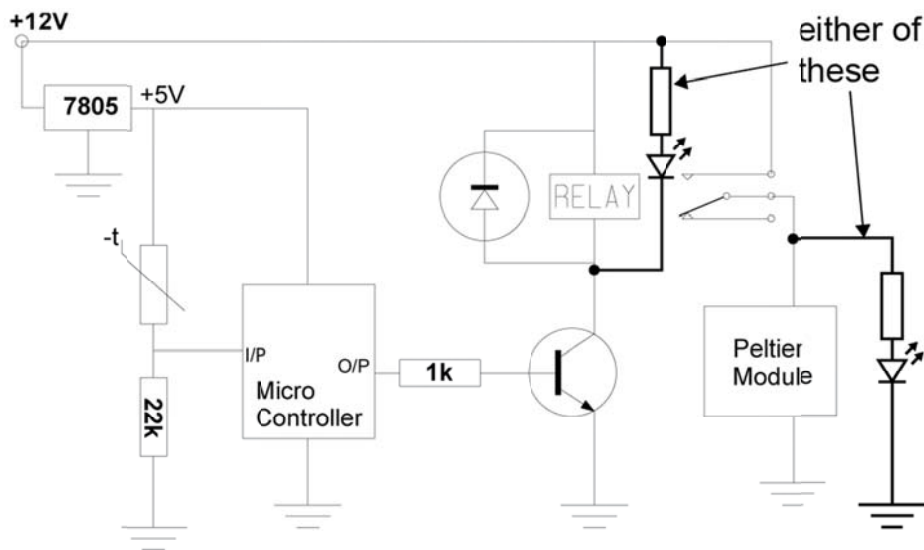 +12V
either of
these
7805
+5V
RELAY
-t
I/P
O/P
Micro
Controller
1k
22k
Peltier
Module